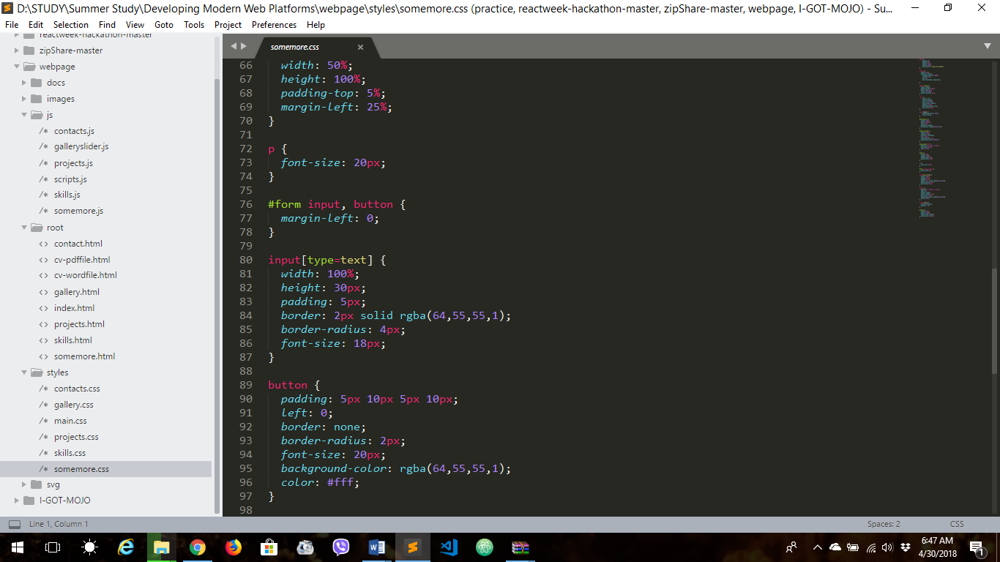 D:\STUDY\Summer Study\Developing Modern Web Platforms\webpage\styles\somemore.css (practice, reactweek-hackathon-master, zipShare-master, webpage, I-GOT-MOJO) - Su...
File Edit Selection Find View Goto Tools Project Preferences Help
reactweek-hackathon-master
zipShare-master
webpage
docs
images
js
/* contacts.js
/* galleryslider.js
/* projects.js
/* scripts.js
/* skills.js
/* somemore.js
root
<> contact.html
<> cv-pdffile.html
<> cv-wordfile.html
<> gallery.html
<> index.html
<> projects.html
<> skills.html
<> somemore.html
styles
/* contacts.css
/* gallery.css
/* main.css
/* projects.css
/* skills.css
/* somemore.css
svg
I-GOT-MOJO
somemore.css ×
66 width: 50%;
67 height: 100%;
68 padding-top: 5%;
69 margin-left: 25%;
70 }
71
72 p {
73 font-size: 20px;
74 }
75
76 #form input, button {
77 margin-left: 0;
78 }
79
80 input[type=text] {
81 width: 100%;
82 height: 30px;
83 padding: 5px;
84 border: 2px solid rgba(64,55,55,1);
85 border-radius: 4px;
86 font-size: 18px;
87 }
88
89 button {
90 padding: 5px 10px 5px 10px;
91 left: 0;
92 border: none;
93 border-radius: 2px;
94 font-size: 20px;
95 background-color: rgba(64,55,55,1);
96 color: #fff;
97 }
98
Line 1, Column 1 Spaces: 2 CSS
6:47 AM
4/30/2018
1